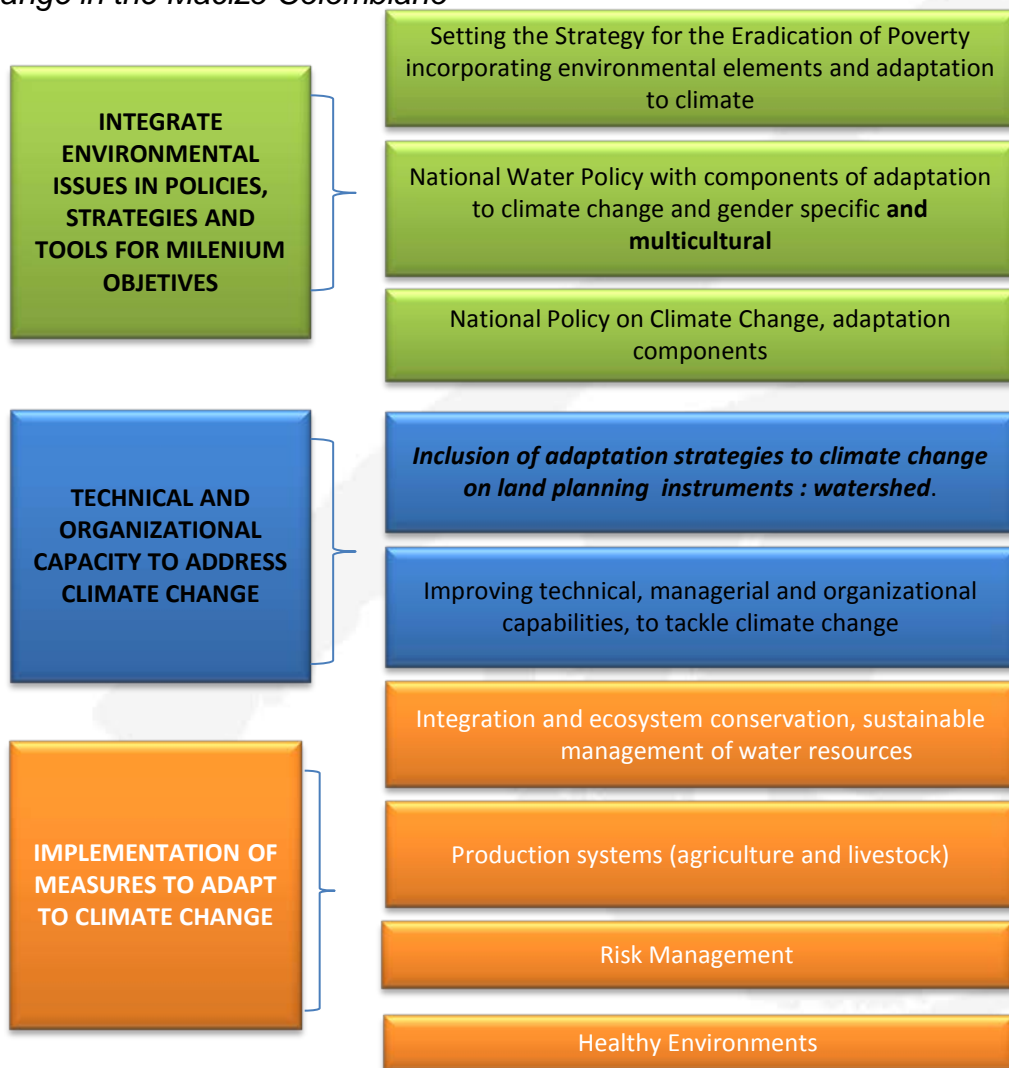 ange in the Macizo Colombiano
Setting the Strategy for the Eradication of Poverty
incorporating environmental elements and adaptation
to climate
INTEGRATE
ENVIRONMENTAL
ISSUES IN POLICIES,
STRATEGIES AND
TOOLS FOR MILENIUM
OBJETIVES
National Water Policy with components of adaptation
to climate change and gender specific and
multicultural
National Policy on Climate Change, adaptation
components
TECHNICAL AND
ORGANIZATIONAL
CAPACITY TO ADDRESS
CLIMATE CHANGE
Inclusion of adaptation strategies to climate change
on land planning instruments : watershed.
Improving technical, managerial and organizational
capabilities, to tackle climate change
IMPLEMENTATION OF
MEASURES TO ADAPT
TO CLIMATE CHANGE
Integration and ecosystem conservation, sustainable
management of water resources
Production systems (agriculture and livestock)
Risk Management
Healthy Environments